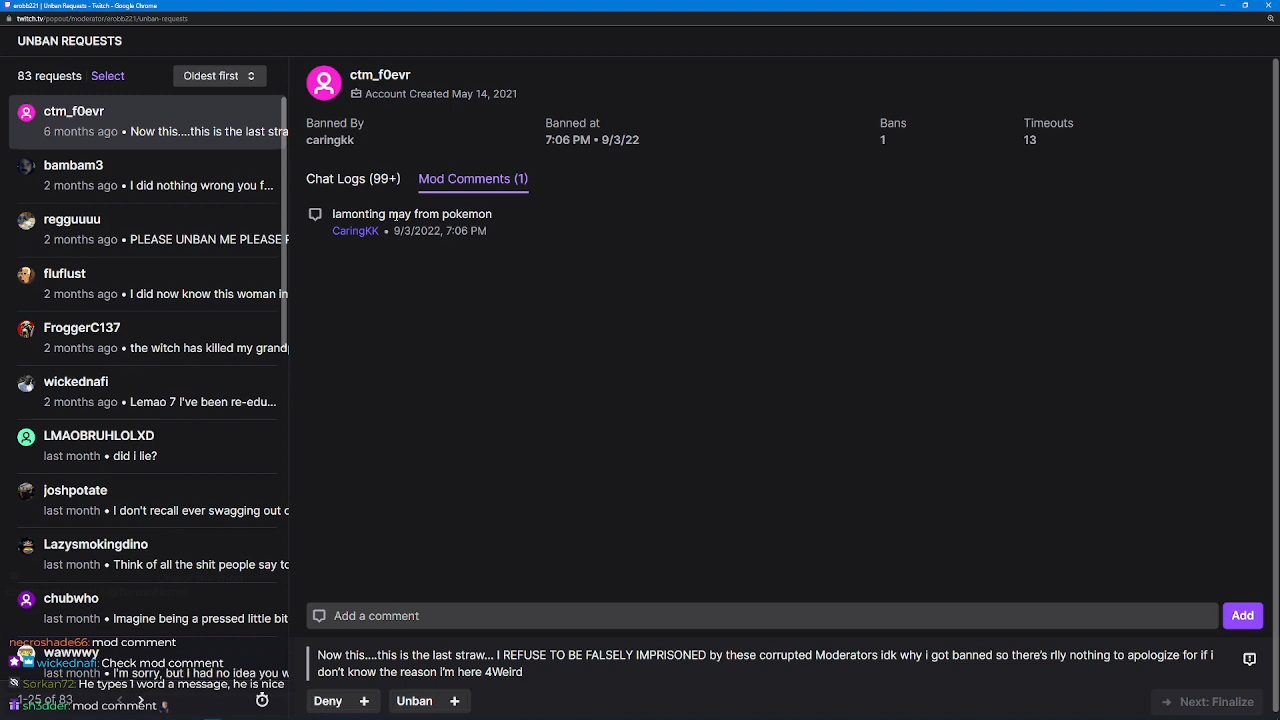 erobb221 | Unban Requests - Twitch - Google Chrome
twitch.tv/popout/moderator/erobb221/unban-requests
UNBAN REQUESTS
83 requests Select Oldest first
ctm_f0evr
6 months ago • Now this....this is the last stra
bambam3
2 months ago • I did nothing wrong you f...
regguuuu
2 months ago • PLEASE UNBAN ME PLEASE
fluflust
2 months ago • I did now know this woman in
FroggerC137
2 months ago • the witch has killed my grand
wickednafi
2 months ago • Lemao 7 I've been re-edu...
LMAOBRUHLOLXD
last month • did i lie?
joshpotate
last month • I don't recall ever swagging out
Lazysmokingdino
last month • Think of all the shit people say to
chubwho
last month • Imagine being a pressed little bit
wawwwy
last month • I'm sorry, but I had no idea you w
1-25 of 83
necroshade66: mod comment
wickednafi: Check mod comment
Sorkan72: He types 1 word a message, he is nice
sh3dder: mod comment
ctm_f0evr
Account Created May 14, 2021
Banned By Banned at Bans Timeouts
caringkk 7:06 PM • 9/3/22 1 13
Chat Logs (99+) Mod Comments (1)
lamonting may from pokemon
CaringKK • 9/3/2022, 7:06 PM
Add a comment Add
Now this....this is the last straw... I REFUSE TO BE FALSELY IMPRISONED by these corrupted Moderators idk why i got banned so there's rlly nothing to apologize for if i
don't know the reason I'm here 4Weird
Deny + Unban + Next: Finalize